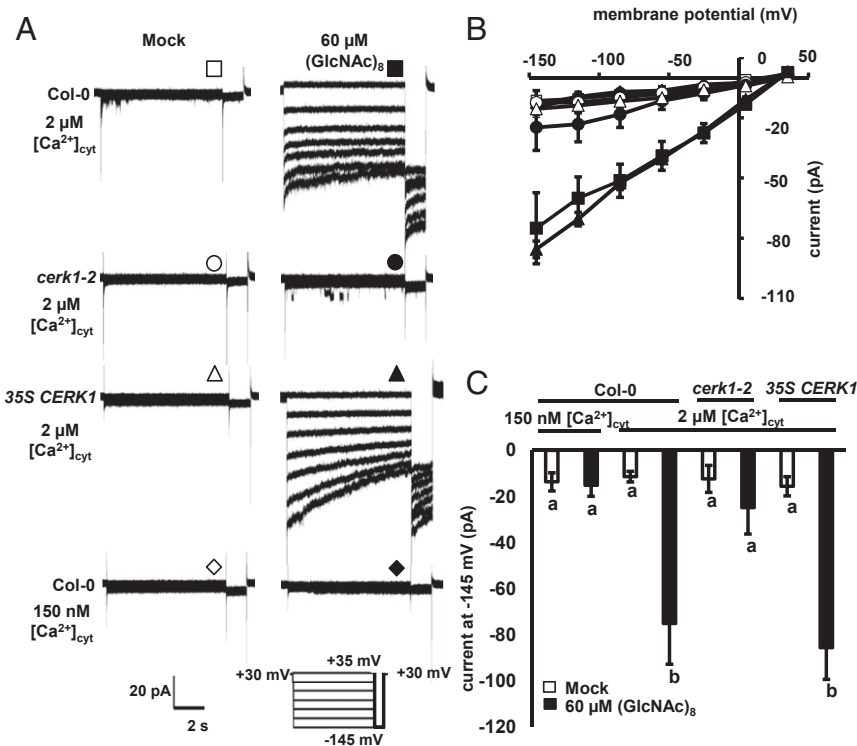 A
Mock
60 µM
(GlcNAc)8
Col-0
2 µM
[Ca2+]cyt
cerk1-2
2 µM
[Ca2+]cyt
35S CERK1
2 µM
[Ca2+]cyt
Col-0
150 nM
[Ca2+]cyt
20 pA
2 s
+30 mV
+35 mV
+30 mV
-145 mV
B
membrane potential (mV)
-150 -100 -50 0 50
-20
-50
-80
-110
current (pA)
C
Col-0 cerk1-2 35S CERK1
150 nM [Ca2+]cyt 2 µM [Ca2+]cyt
0
-20
-40
-60
-80
-100
-120
current at -145 mV (pA)
a a a b a a a b
Mock
60 µM (GlcNAc)8